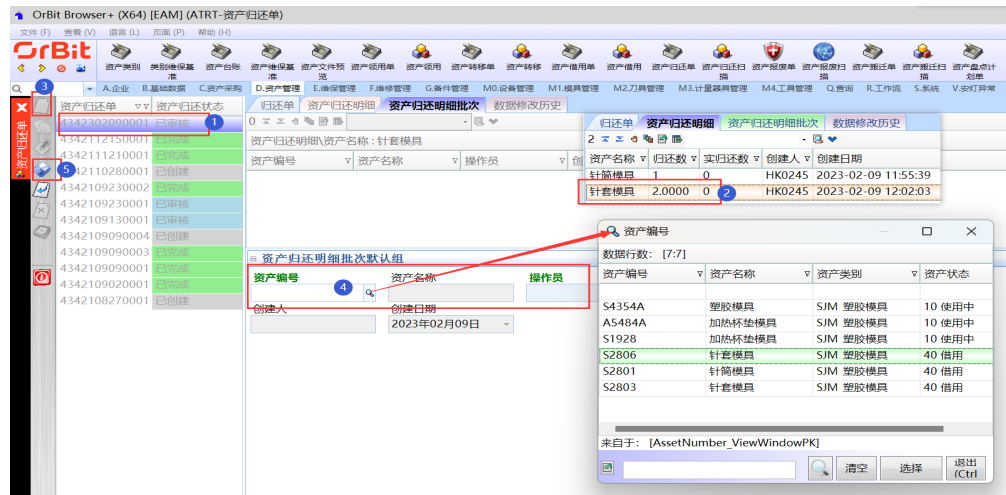 OrBit Browser+ (X64) [EAM] (ATRT-资产归还单)
文件 (F) 查看 (V) 语言 (L) 页面 (P) 帮助 (H)
OrBit
资产类别 类别维保基准 资产台账 资产维保基准 资产文件预览 资产领用单 资产领用 资产转移单 资产转移 资产借用单 资产借用 资产归还单 资产归还扫描 资产报废单 资产报废扫描 资产搬迁单 资产搬迁扫描 资产盘点计划单
A.企业 B.基础数据 C.资产采购 D.资产管理 E.维保管理 F.维修管理 G.备件管理 M0.设备管理 M1.模具管理 M2.刀具管理 M3.计量器具管理 M4.工具管理 Q.查询 R.工作流 S.系统 V.安灯异常
资产归还单
资产归还单 资产归还状态
4342302090001 已审核
4342112150001 已完成
4342111210001 已完成
4342110280001 已创建
4342109230002 已完成
4342109230001 已审核
4342109130001 已审核
4342109090004 已创建
4342109090003 已完成
4342109090001 已完成
4342109020001 已完成
4342108270001 已创建
1
3
5
归还单 资产归还明细 资产归还明细批次 数据修改历史
0
资产归还明细\资产名称 : 针套模具
资产编号 资产名称 操作员 创
归还单 资产归还明细 资产归还明细批次 数据修改历史
2
资产名称 归还数 实归还数 创建人 创建日期
针筒模具 1 0 HK0245 2023-02-09 11:55:39
针套模具 2.0000 0 HK0245 2023-02-09 12:02:03
2
资产归还明细批次默认组
资产编号 资产名称 操作员
4
创建人 创建日期
2023年02月09日
资产编号
数据行数: [7:7]
资产编号 资产名称 资产类别 资产状态
S4354A 塑胶模具 SJM 塑胶模具 10 使用中
A5484A 加热杯垫模具 SJM 塑胶模具 10 使用中
S1928 加热杯垫模具 SJM 塑胶模具 10 使用中
S2806 针套模具 SJM 塑胶模具 40 借用
S2801 针筒模具 SJM 塑胶模具 40 借用
S2803 针套模具 SJM 塑胶模具 40 借用
来自于: [AssetNumber_ViewWindowPK]
清空 选择 退出
(Ctrl